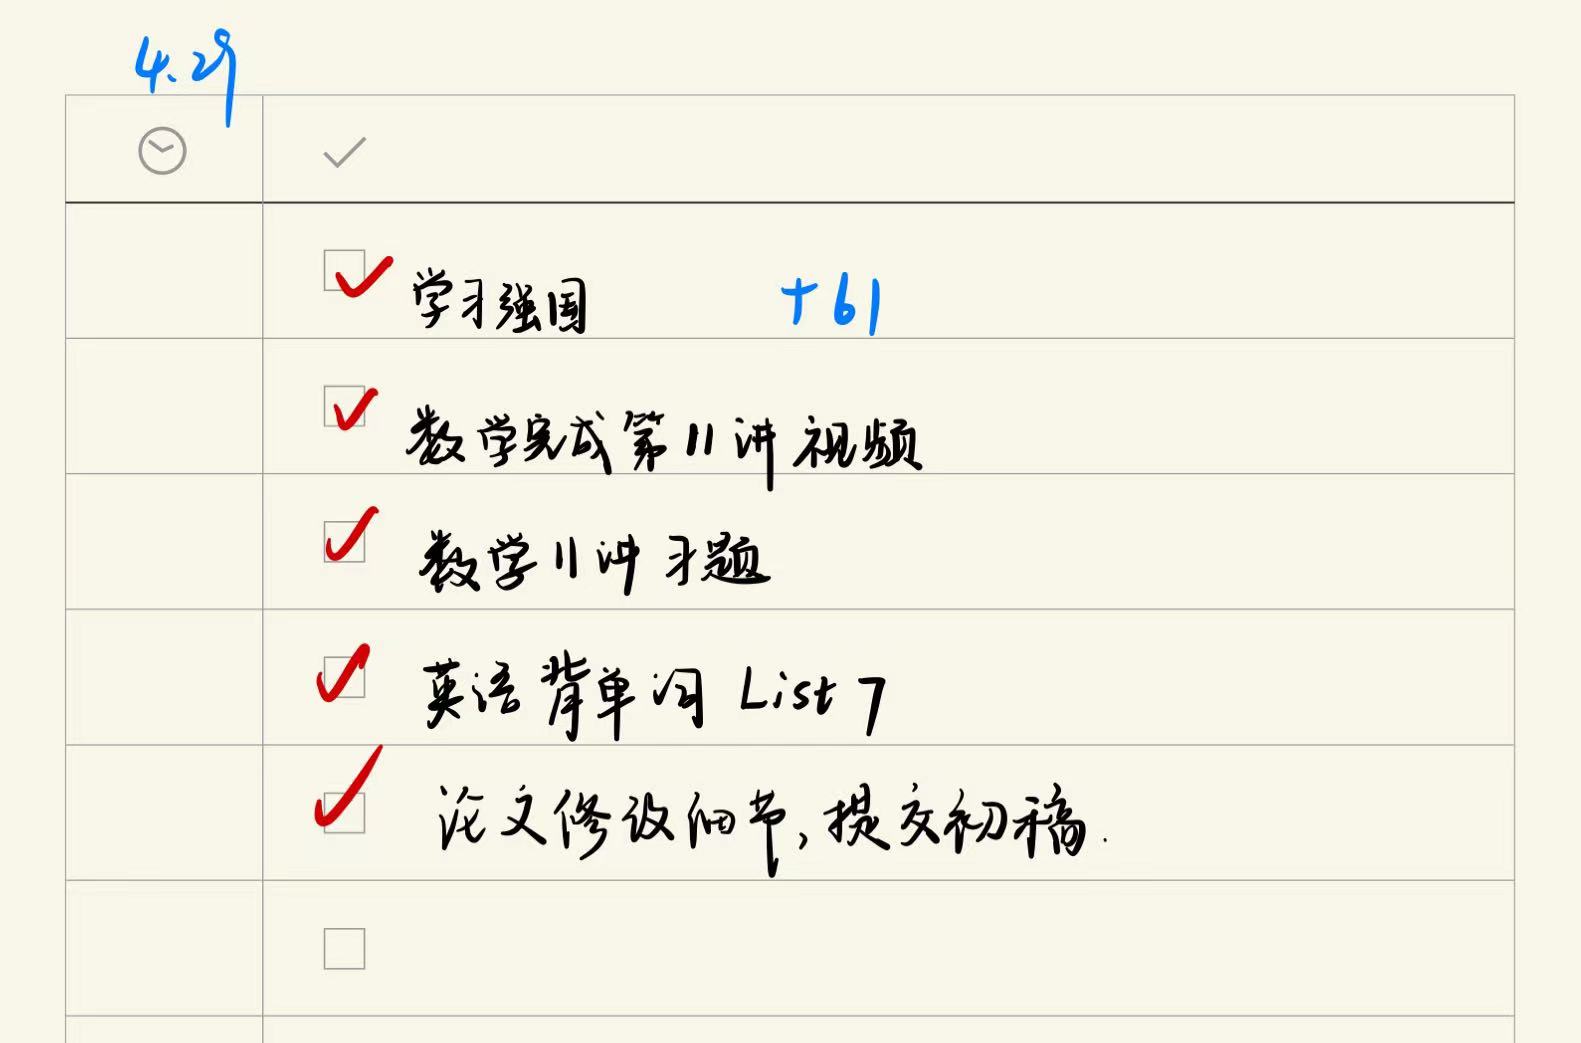 4.29
学习强国 +61
数学完成第11讲视频
数学11讲习题
英语背单词 List 7
论文修改细节,提交初稿.